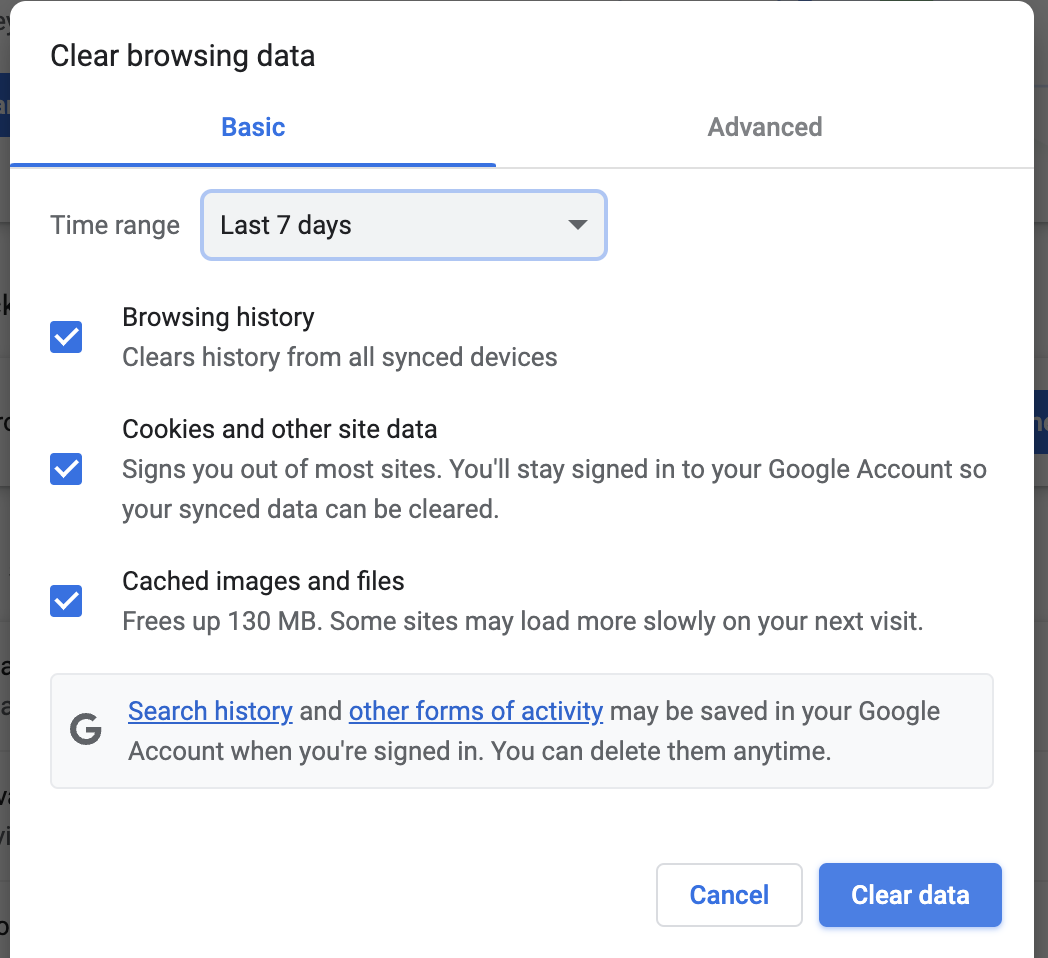 Clear browsing data
Basic
Advanced
Time range
Last 7 days
Browsing history
Clears history from all synced devices
Cookies and other site data
Signs you out of most sites. You'll stay signed in to your Google Account so
your synced data can be cleared.
Cached images and files
Frees up 130 MB. Some sites may load more slowly on your next visit.
G
Search history and other forms of activity may be saved in your Google
Account when you're signed in. You can delete them anytime.
Cancel
Clear data